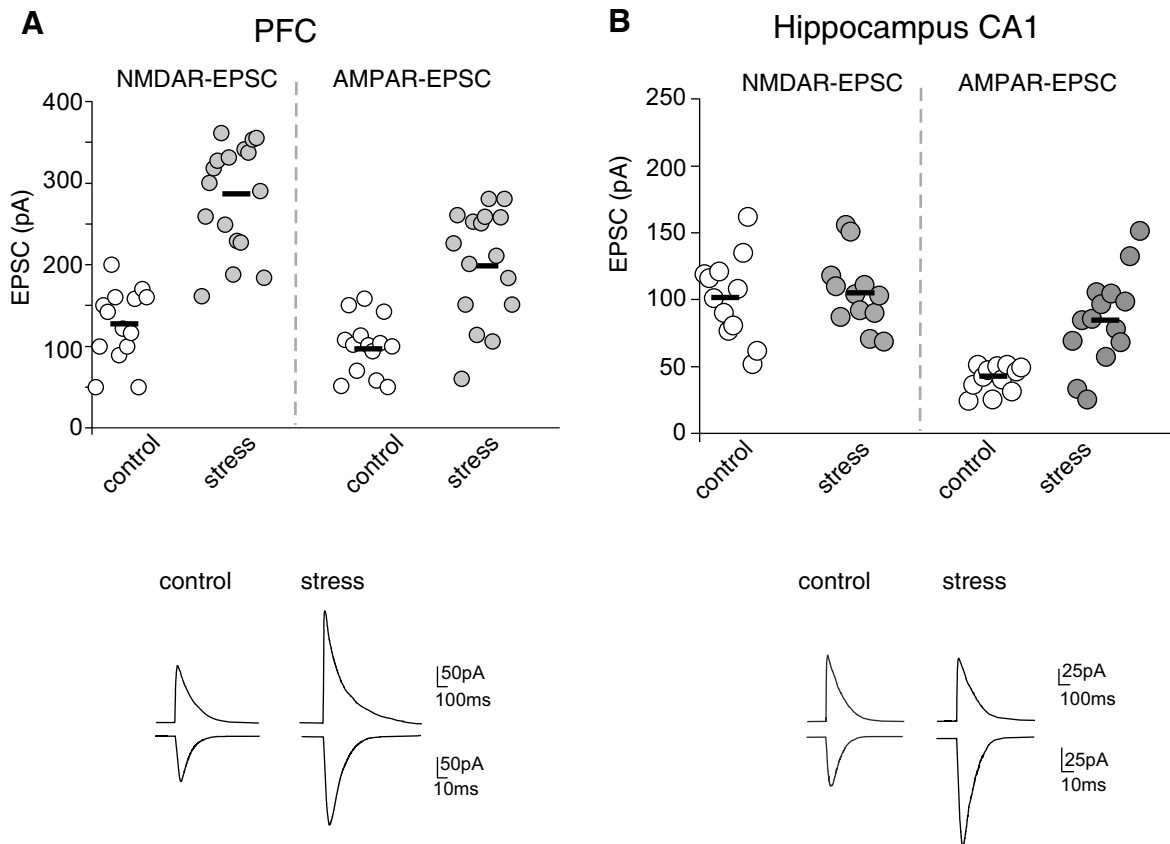 A
PFC
NMDAR-EPSC
AMPAR-EPSC
EPSC (pA)
400
300
200
100
0
control
stress
control
stress
control
stress
50pA
100ms
50pA
10ms
B
Hippocampus CA1
NMDAR-EPSC
AMPAR-EPSC
EPSC (pA)
250
200
150
100
50
0
control
stress
control
stress
control
stress
25pA
100ms
25pA
10ms